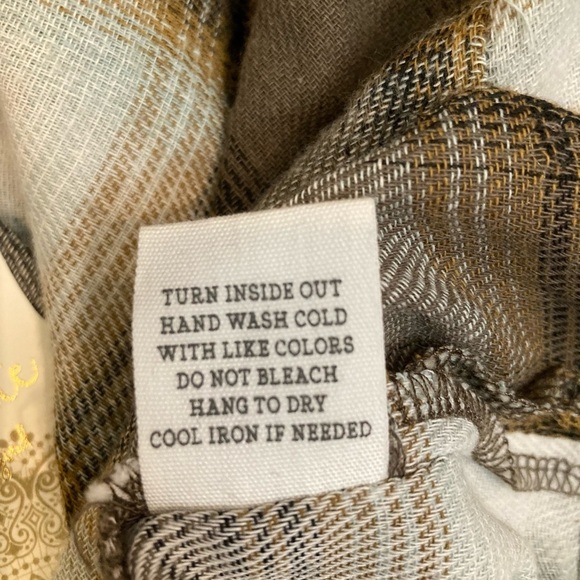 TURN INSIDE OUT
HAND WASH COLD
WITH LIKE COLORS
DO NOT BLEACH
HANG TO DRY
COOL IRON IF NEEDED